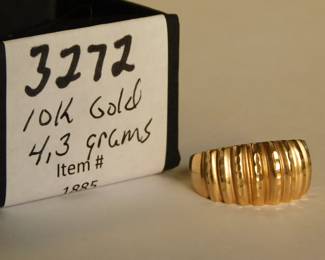 3272
10K Gold
4.3 grams
Item #
1885